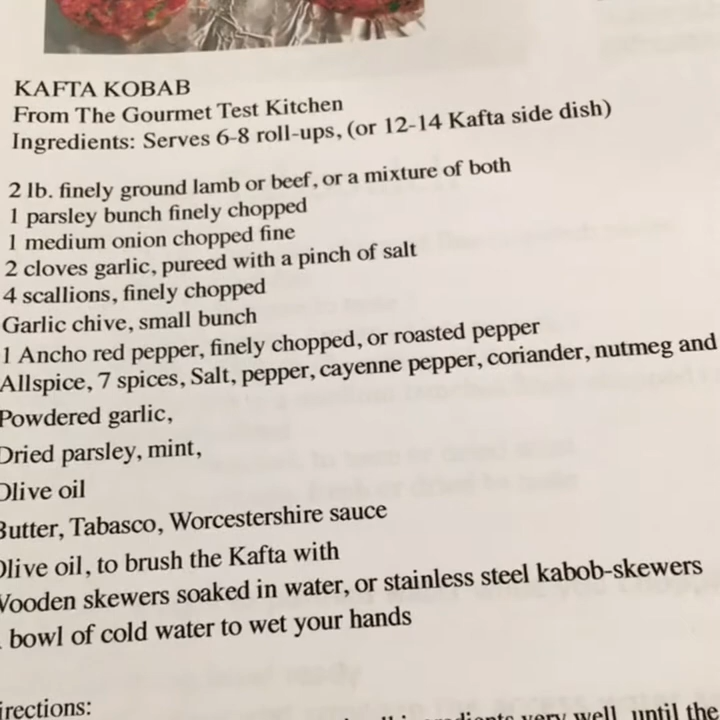 KAFTA KOBAB
From The Gourmet Test Kitchen
Ingredients: Serves 6-8 roll-ups, (or 12-14 Kafta side dish)
2 lb. finely ground lamb or beef, or a mixture of both
1 parsley bunch finely chopped
1 medium onion chopped fine
2 cloves garlic, pureed with a pinch of salt
4 scallions, finely chopped
Garlic chive, small bunch
1 Ancho red pepper, finely chopped, or roasted pepper
Allspice, 7 spices, Salt, pepper, cayenne pepper, coriander, nutmeg and
Powdered garlic,
Dried parsley, mint,
Olive oil
Butter, Tabasco, Worcestershire sauce
Olive oil, to brush the Kafta with
Wooden skewers soaked in water, or stainless steel kabob-skewers
bowl of cold water to wet your hands
irections:
very well, until the